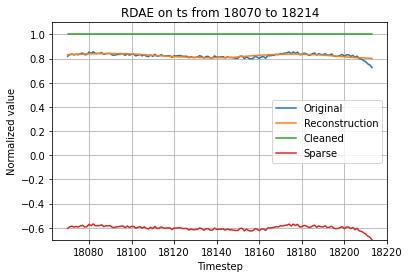 RDAE on ts from 18070 to 18214
Normalized value
1.0
0.8
0.6
0.4
0.2
0.0
−0.2
−0.4
−0.6
Original
Reconstruction
Cleaned
Sparse
18080 18100 18120 18140 18160 18180 18200 18220
Timestep